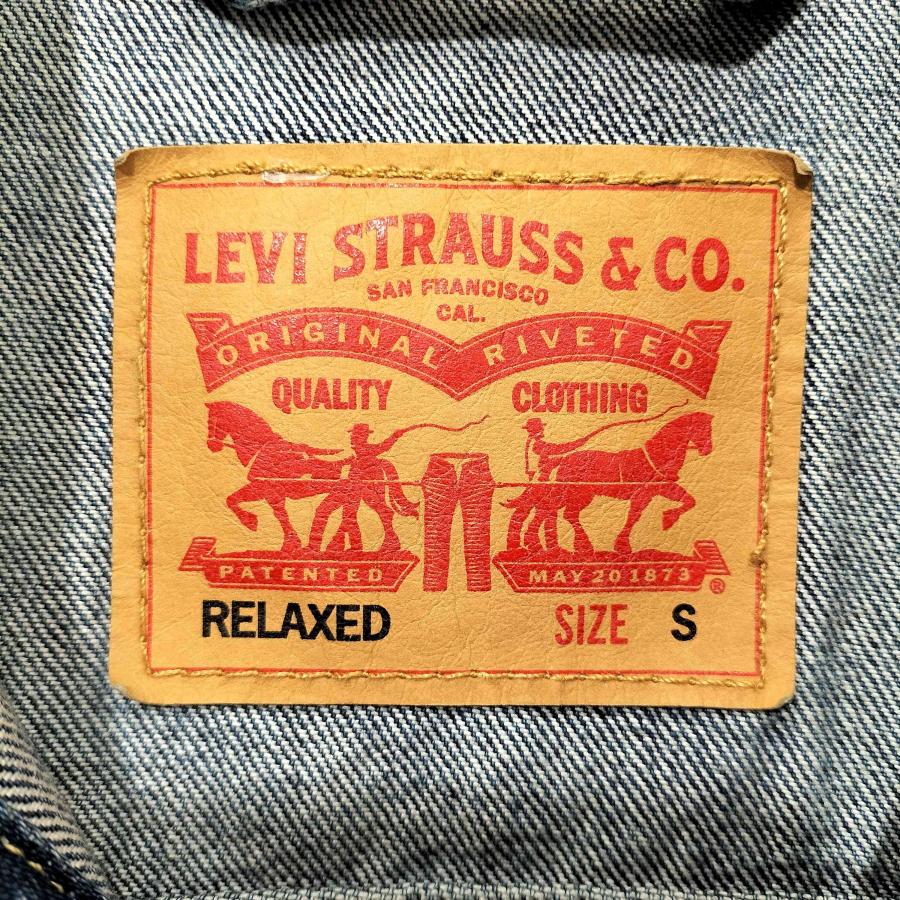 LEVI STRAUSS & CO.
SAN FRANCISCO
CAL.
ORIGINAL RIVETED
QUALITY CLOTHING
PATENTED MAY 20 1873 ®
RELAXED SIZE S